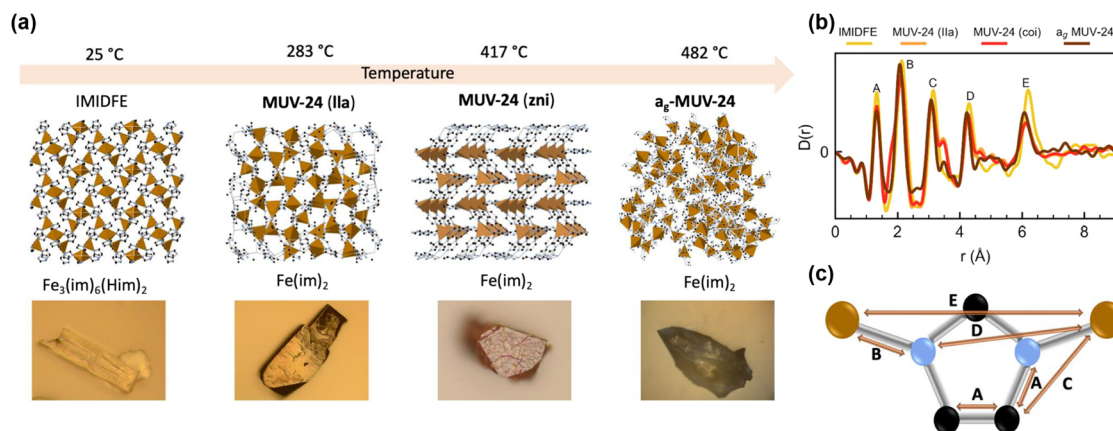 (a)
25 °C 283 °C 417 °C 482 °C
Temperature
IMIDFE MUV-24 (lla) MUV-24 (zni) ag-MUV-24
Fe3(im)6(Him)2 Fe(im)2 Fe(im)2 Fe(im)2
(b)
IMIDFE MUV-24 (lla) MUV-24 (coi) ag MUV-24
A B C D E
D(r)
0
0 2 4 6 8
r (Å)
(c)
E
D
B A C
A